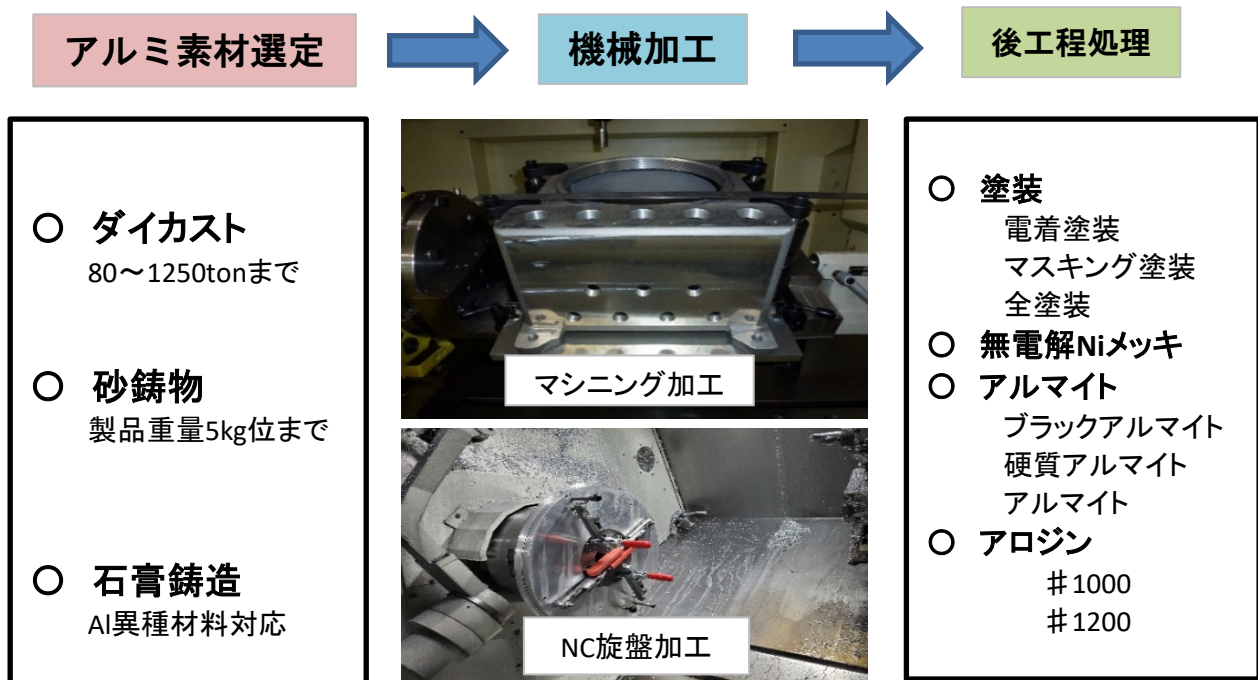 アルミ素材選定
機械加工
後工程処理
○ ダイカスト
80～1250tonまで
○ 砂鋳物
製品重量5kg位まで
○ 石膏鋳造
Al異種材料対応
マシニング加工
NC旋盤加工
○ 塗装
電着塗装
マスキング塗装
全塗装
○ 無電解Niメッキ
○ アルマイト
ブラックアルマイト
硬質アルマイト
アルマイト
○ アロジン
＃1000
＃1200